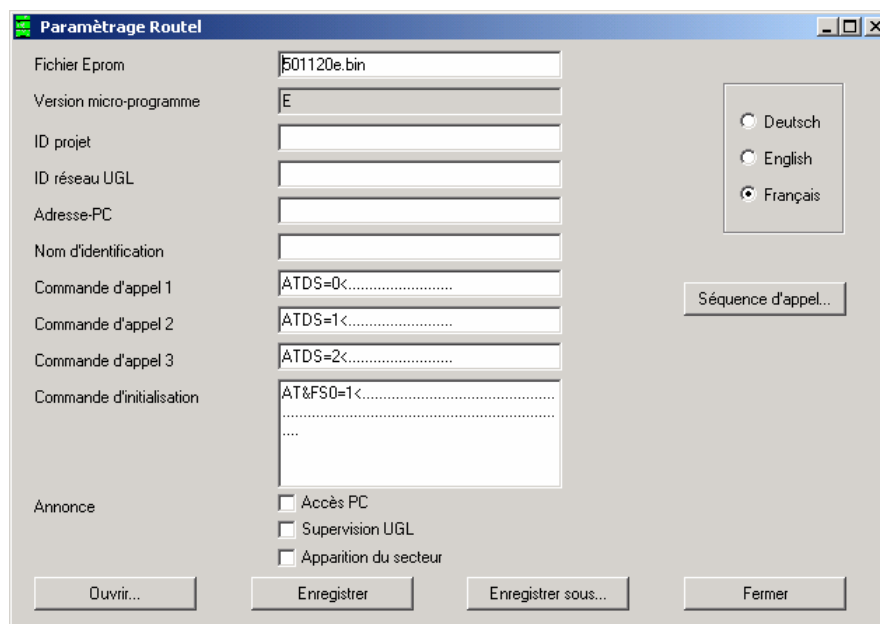 Paramètrage Routel
Fichier Eprom 501120e.bin
Version micro-programme E
ID projet
ID réseau UGL
Adresse-PC
Nom d'identification
Commande d'appel 1 ATDS=0<.........................
Commande d'appel 2 ATDS=1<.........................
Commande d'appel 3 ATDS=2<.........................
Commande d'initialisation AT&FS0=1<..............................................
.................................................................
....
Deutsch
English
Français
Séquence d'appel...
Annonce
Accès PC
Supervision UGL
Apparition du secteur
Ouvrir... Enregistrer Enregistrer sous... Fermer